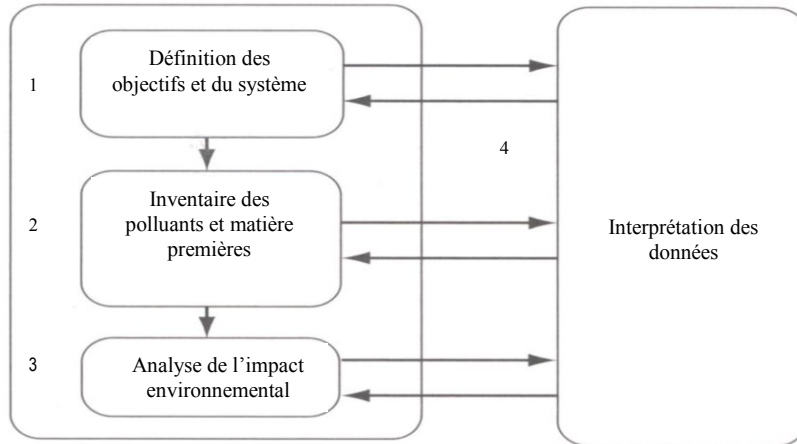 Définition des
objectifs et du système
1
4
Inventaire des
polluants et matière
premières
2
Interprétation des
données
3
Analyse de l'impact
environnemental